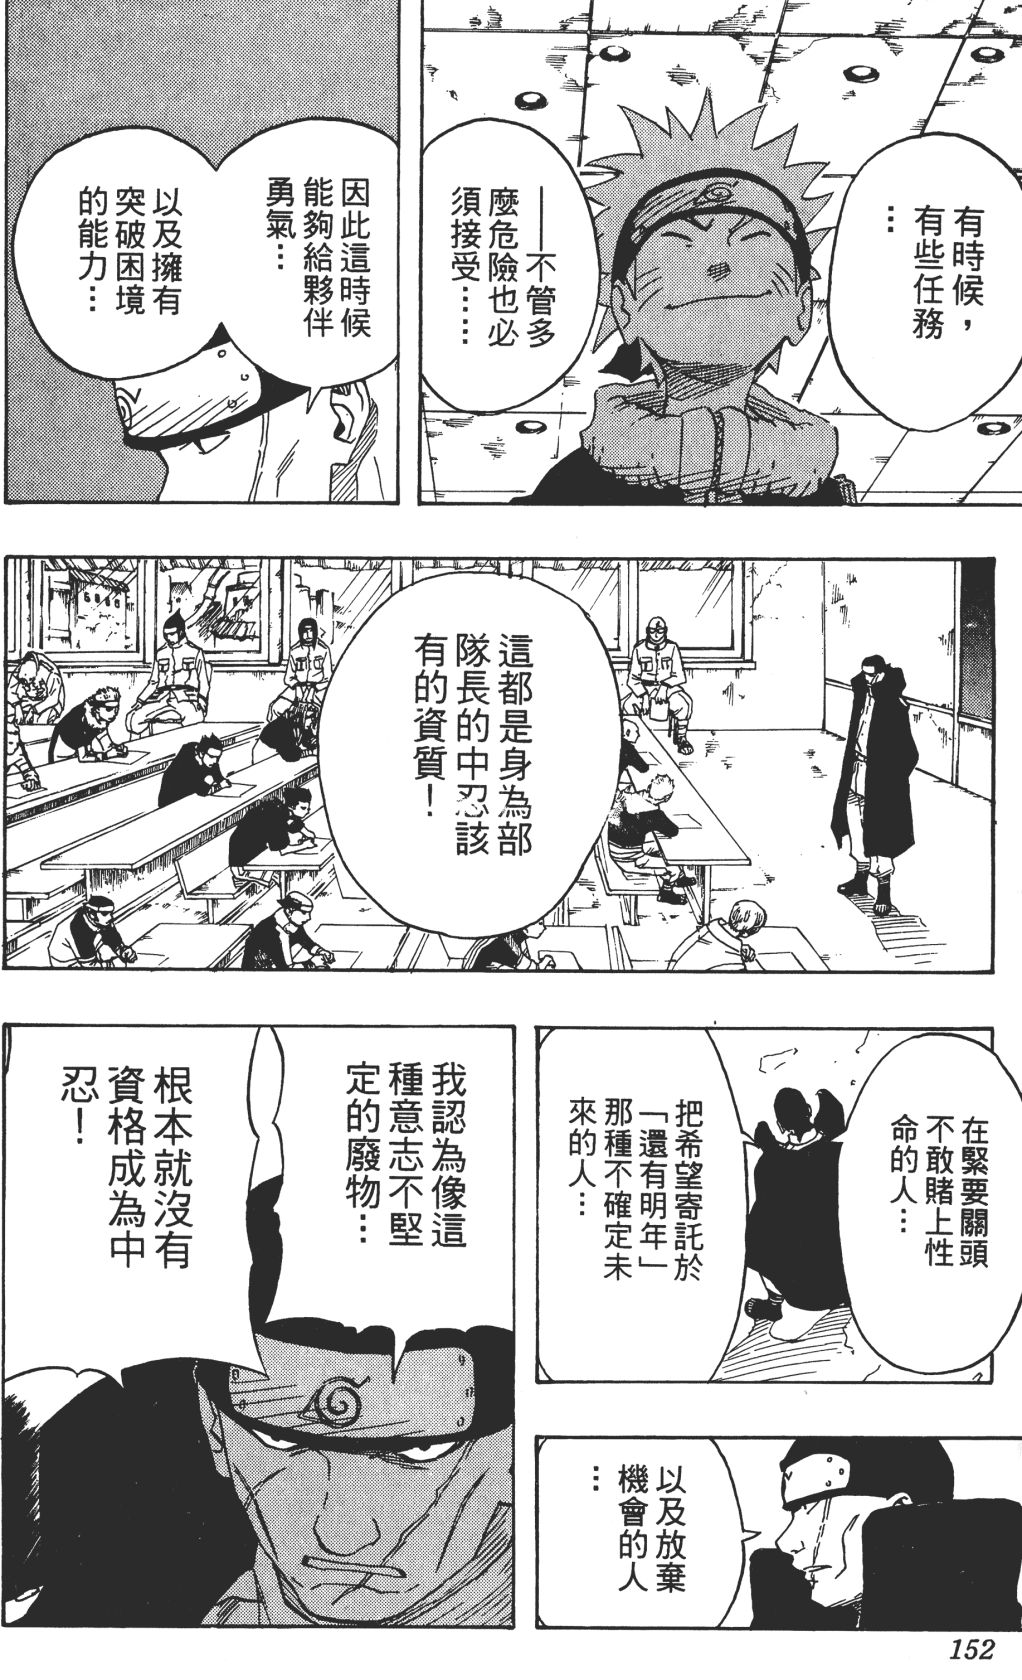 有時候，
有些任務
…
——不管多
麼危險也必
須接受……
因此這時候
能夠給夥伴
勇氣…
以及擁有
突破困境
的能力…
這都是身為部
隊長的中忍該
有的資質！
在緊要關頭
不敢賭上性
命的人…
把希望寄託於
「還有明年」
那種不確定未
來的人…
以及放棄
機會的人
…
我認為像這
種意志不堅
定的廢物…
根本就沒有
資格成為中
忍！
152